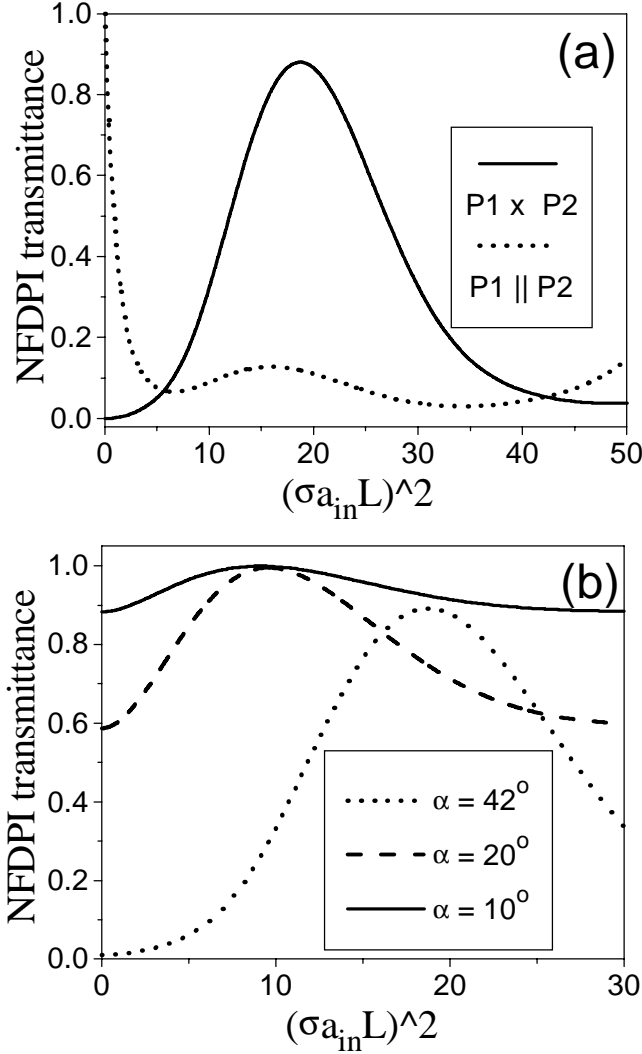 (a)
NFDPI transmittance
1.0
0.8
0.6
0.4
0.2
0.0
P1 x P2
P1 || P2
0 10 20 30 40 50
(σa_inL)^2
(b)
NFDPI transmittance
1.0
0.8
0.6
0.4
0.2
0.0
α = 42°
α = 20°
α = 10°
0 10 20 30
(σa_inL)^2